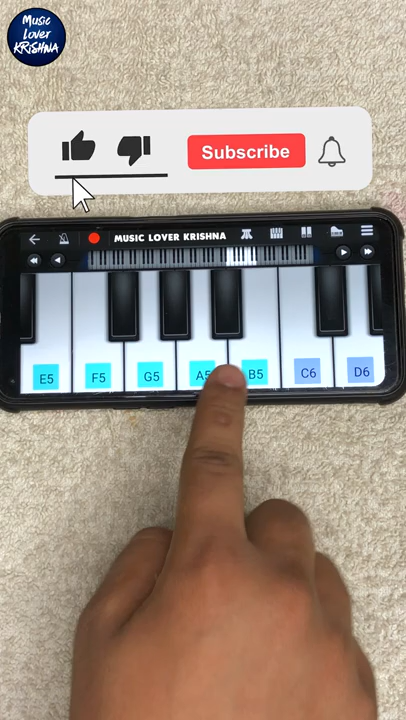 Music
Lover
KRISHNA
Subscribe
MUSIC LOVER KRISHNA
E5 F5 G5 A5 B5 C6 D6